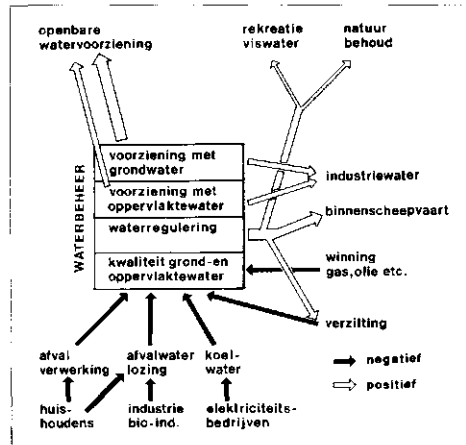 openbare
watervoorziening
rekreatie
viswater
natuur
behoud
WATERBEHEER
voorziening met
grondwater
voorziening met
oppervlaktewater
waterregulering
kwaliteit grond-en
oppervlaktewater
industriewater
binnenscheepvaart
winning
gas,olie etc.
verzilting
afval
verwerking
afvalwater
lozing
koel-
water
huis-
houdens
industrie
bio-ind.
elektriciteits-
bedrijven
negatief
positief